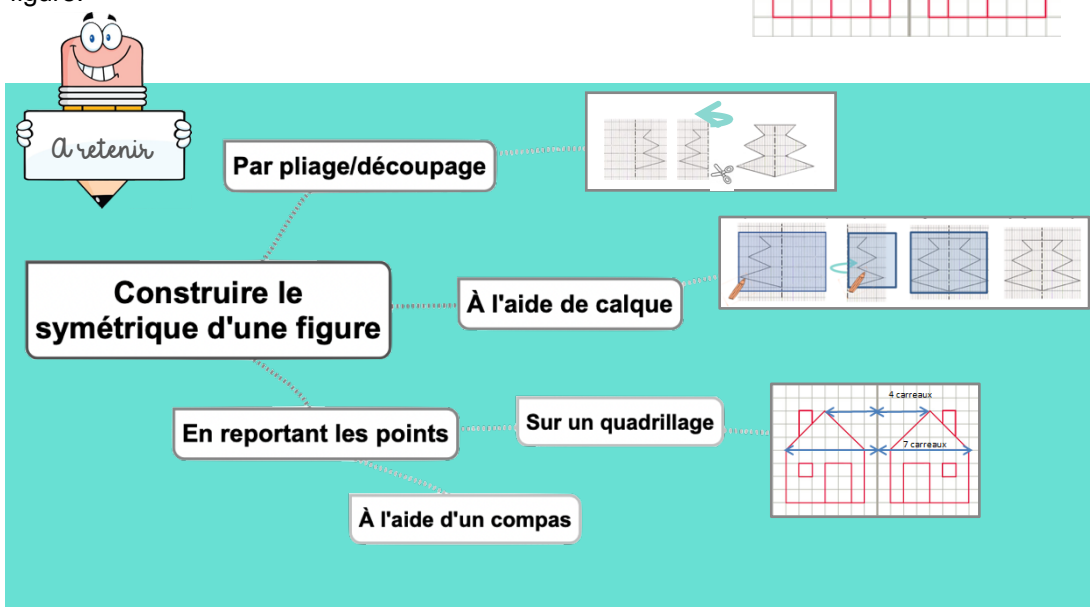 figure.
A retenir
Par pliage/découpage
Construire le
symétrique d'une figure
À l'aide de calque
En reportant les points
Sur un quadrillage
4 carreaux
7 carreaux
À l'aide d'un compas